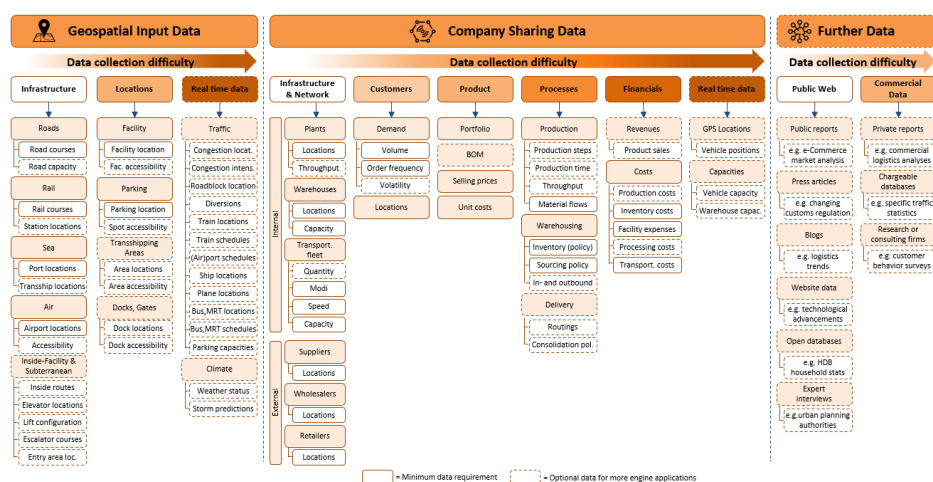 Geospatial Input Data
Data collection difficulty
Infrastructure
Roads
Road courses
Road capacity
Rail
Rail courses
Station locations
Sea
Port locations
Transship locations
Air
Airport locations
Accessibility
Inside-Facility &
Subterranean
Inside routes
Elevator locations
Lift configuration
Escalator courses
Entry area loc.
Locations
Facility
Facility location
Fac. accessibility
Parking
Parking location
Spot accessibility
Transshipping
Areas
Area locations
Area accessibility
Docks, Gates
Dock locations
Dock accessibility
Real time data
Traffic
Congestion locat.
Congestion intens.
Roadblock location
Diversions
Train locations
Train schedules
(Air)port schedules
Ship locations
Plane locations
Bus,MRT locations
Bus,MRT schedules
Parking capacities
Climate
Weather status
Storm predictions
Company Sharing Data
Data collection difficulty
Infrastructure
& Network
Internal
Plants
Locations
Throughput
Warehouses
Locations
Capacity
Transport.
fleet
Quantity
Modi
Speed
Capacity
External
Suppliers
Locations
Wholesalers
Locations
Retailers
Locations
Customers
Demand
Volume
Order frequency
Volatility
Locations
Product
Portfolio
BOM
Selling prices
Unit costs
Processes
Production
Production steps
Production time
Throughput
Material flows
Warehousing
Inventory (policy)
Sourcing policy
In- and outbound
Delivery
Routings
Consolidation pol.
Financials
Revenues
Product sales
Costs
Production costs
Inventory costs
Facility expenses
Processing costs
Transport. costs
Real time data
GPS Locations
Vehicle positions
Capacities
Vehicle capacity
Warehouse capac.
Further Data
Data collection difficulty
Public Web
Public reports
e.g. e-Commerce
market analysis
Press articles
e.g. changing
customs regulation
Blogs
e.g. logistics
trends
Website data
e.g. technological
advancements
Open databases
e.g. HDB
household stats
Expert
interviews
e.g.urban planning
authorities
Commercial
Data
Private reports
e.g. commercial
logistics analyses
Chargeable
databases
e.g. specific traffic
statistics
Research or
consulting firms
e.g. customer
behavior surveys
= Minimum data requirement
= Optional data for more engine applications